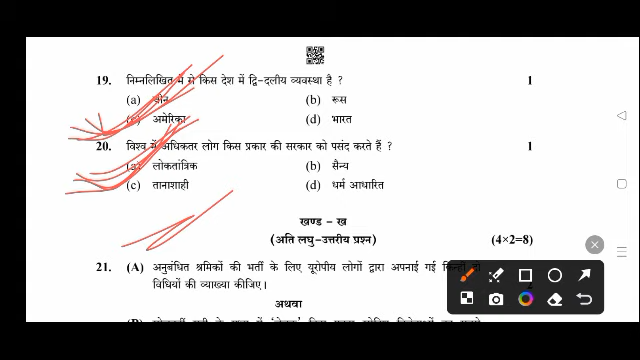 19. निम्नलिखित में से किस देश में द्वि-दलीय व्यवस्था है ? 1
(a) चीन (b) रूस
(c) अमेरिका (d) भारत
20. विश्व में अधिकतर लोग किस प्रकार की सरकार को पसंद करते हैं ? 1
(a) लोकतांत्रिक (b) सैन्य
(c) तानाशाही (d) धर्म आधारित
खण्ड – ख
(अति लघु-उत्तरीय प्रश्न) (4×2=8)
21. (A) अनुबंधित श्रमिकों की भर्ती के लिए यूरोपीय लोगों द्वारा अपनाई गई किन्हीं दो
विधियों की व्याख्या कीजिए।
अथवा